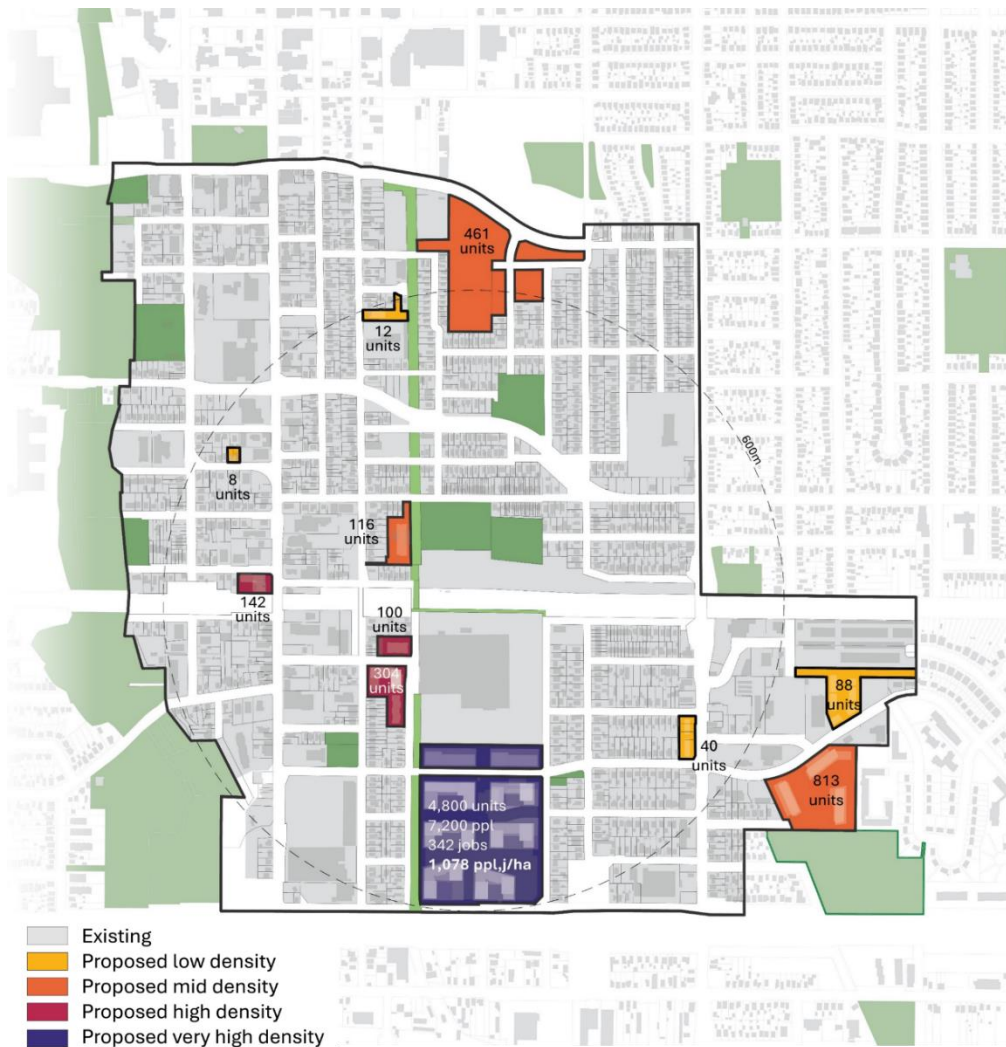 461
units
12
units
600m
8
units
116
units
142
units
100
units
304
units
88
units
40
units
813
units
4,800 units
7,200 ppl
342 jobs
1,078 ppl,j/ha
Existing
Proposed low density
Proposed mid density
Proposed high density
Proposed very high density